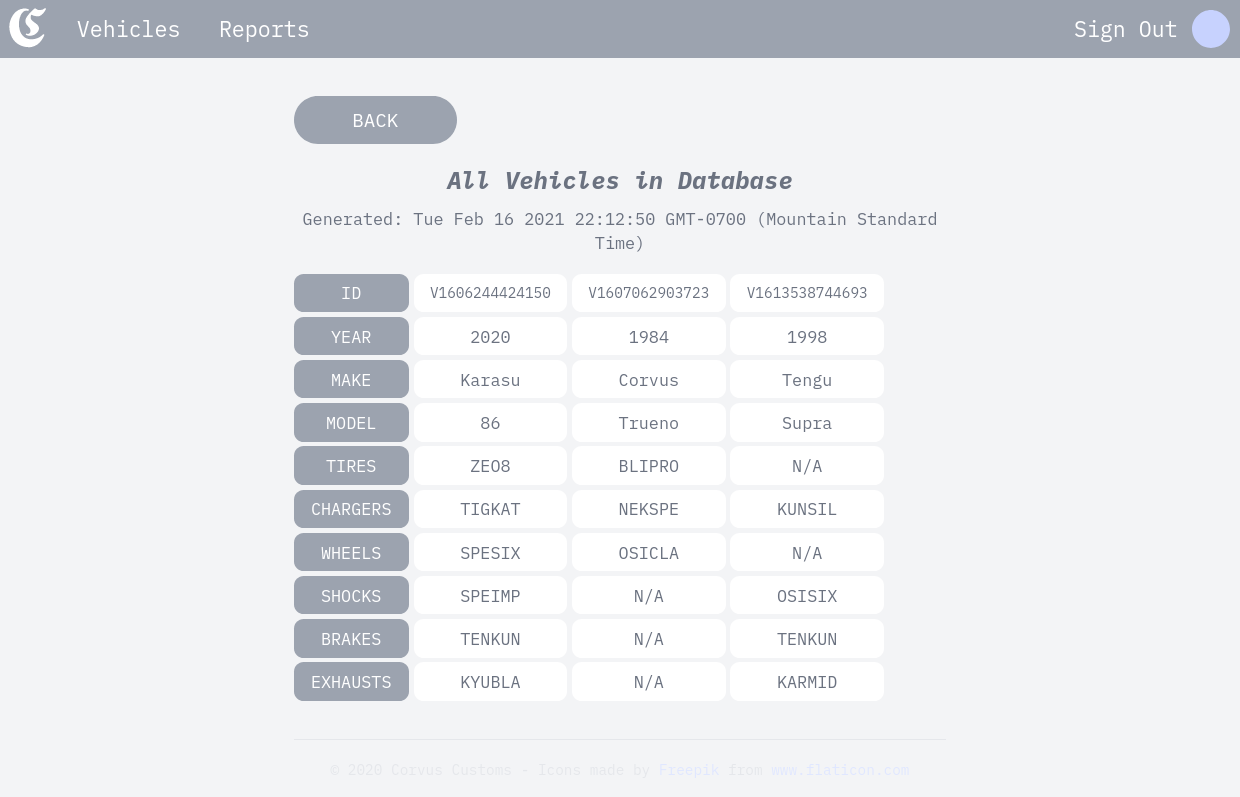 C Vehicles Reports Sign Out
BACK
All Vehicles in Database
Generated: Tue Feb 16 2021 22:12:50 GMT-0700 (Mountain Standard
Time)
ID V1606244424150 V1607062903723 V1613538744693
YEAR 2020 1984 1998
MAKE Karasu Corvus Tengu
MODEL 86 Trueno Supra
TIRES ZEO8 BLIPRO N/A
CHARGERS TIGKAT NEKSPE KUNSIL
WHEELS SPESIX OSICLA N/A
SHOCKS SPEIMP N/A OSISIX
BRAKES TENKUN N/A TENKUN
EXHAUSTS KYUBLA N/A KARMID
© 2020 Corvus Customs - Icons made by Freepik from www.flaticon.com